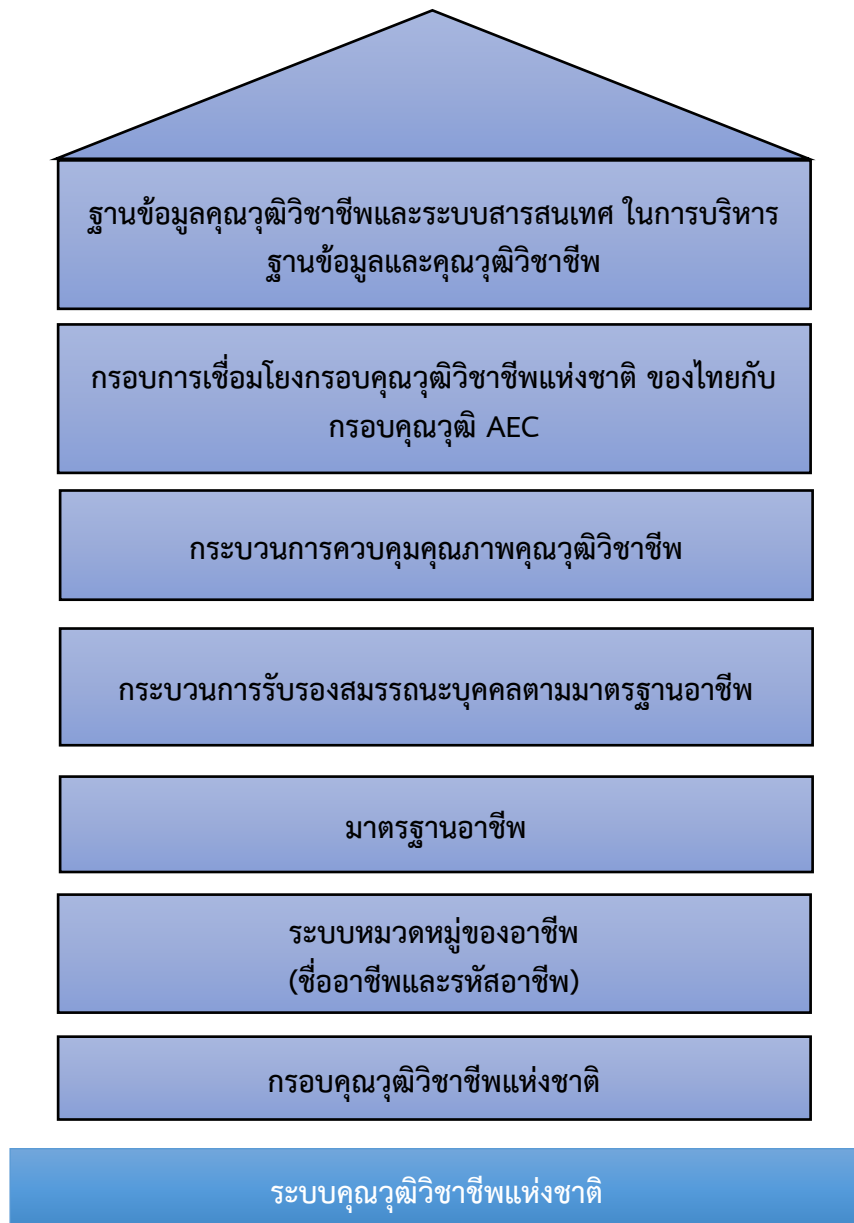 ฐานข้อมูลคุณวุฒิวิชาชีพและระบบสารสนเทศ ในการบริหาร
ฐานข้อมูลและคุณวุฒิวิชาชีพ
กรอบการเชื่อมโยงกรอบคุณวุฒิวิชาชีพแห่งชาติ ของไทยกับ
กรอบคุณวุฒิ AEC
กระบวนการควบคุมคุณภาพคุณวุฒิวิชาชีพ
กระบวนการรับรองสมรรถนะบุคคลตามมาตรฐานอาชีพ
มาตรฐานอาชีพ
ระบบหมวดหมู่ของอาชีพ
(ชื่ออาชีพและรหัสอาชีพ)
กรอบคุณวุฒิวิชาชีพแห่งชาติ
ระบบคุณวุฒิวิชาชีพแห่งชาติ